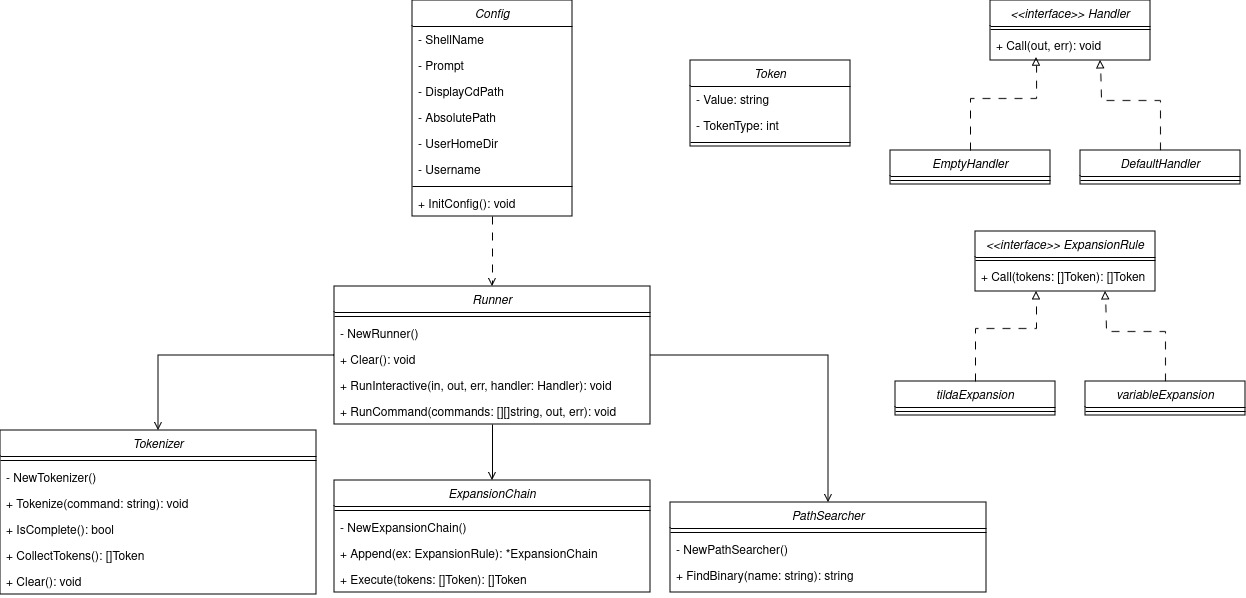 Config
- ShellName
- Prompt
- DisplayCdPath
- AbsolutePath
- UserHomeDir
- Username
+ InitConfig(): void
Token
- Value: string
- TokenType: int
<<interface>> Handler
+ Call(out, err): void
EmptyHandler
DefaultHandler
<<interface>> ExpansionRule
+ Call(tokens: []Token): []Token
tildaExpansion
variableExpansion
Runner
- NewRunner()
+ Clear(): void
+ RunInteractive(in, out, err, handler: Handler): void
+ RunCommand(commands: [][]string, out, err): void
Tokenizer
- NewTokenizer()
+ Tokenize(command: string): void
+ IsComplete(): bool
+ CollectTokens(): []Token
+ Clear(): void
ExpansionChain
- NewExpansionChain()
+ Append(ex: ExpansionRule): *ExpansionChain
+ Execute(tokens: []Token): []Token
PathSearcher
- NewPathSearcher()
+ FindBinary(name: string): string